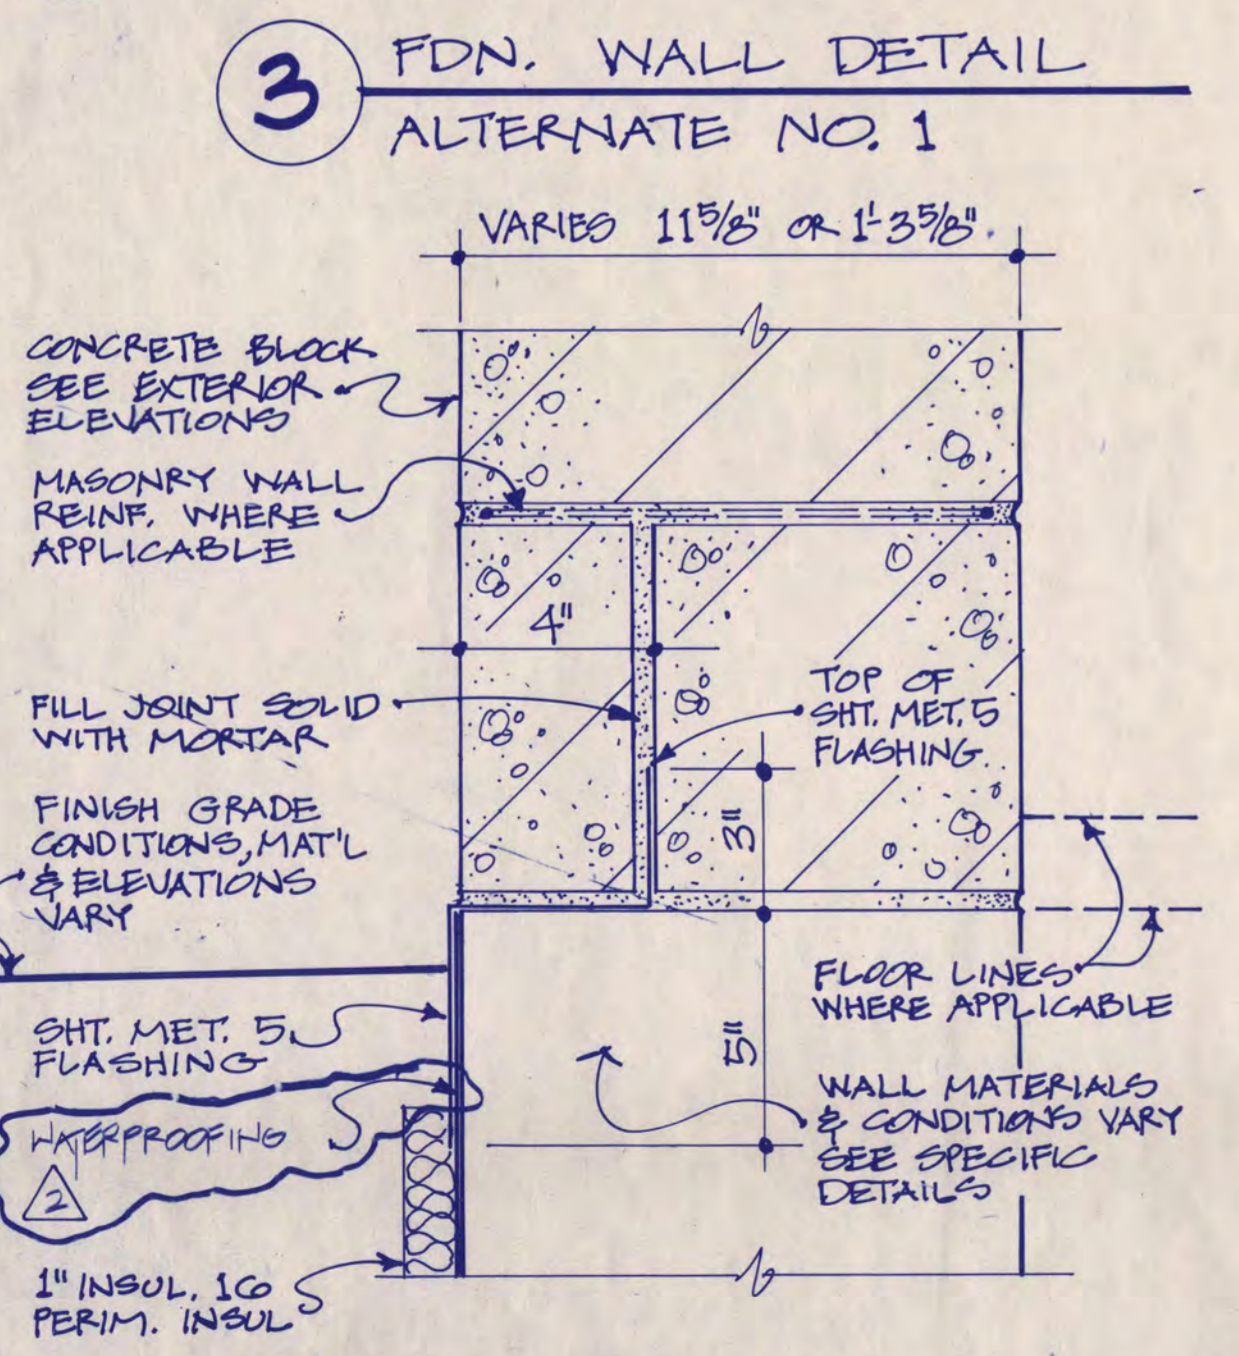 3
FDN. WALL DETAIL
ALTERNATE NO. 1
VARIES 11 5/8" OR 1'-3 5/8".
CONCRETE BLOCK
SEE EXTERIOR
ELEVATIONS
MASONRY WALL
REINF. WHERE
APPLICABLE
4"
FILL JOINT SOLID
WITH MORTAR
TOP OF
SHT. MET. 5
FLASHING
FINISH GRADE
CONDITIONS, MAT'L
& ELEVATIONS
VARY
3"
FLOOR LINES
WHERE APPLICABLE
SHT. MET. 5
FLASHING
5"
WATERPROOFING
2
WALL MATERIALS
& CONDITIONS VARY
SEE SPECIFIC
DETAILS
1" INSUL. 16
PERIM. INSUL